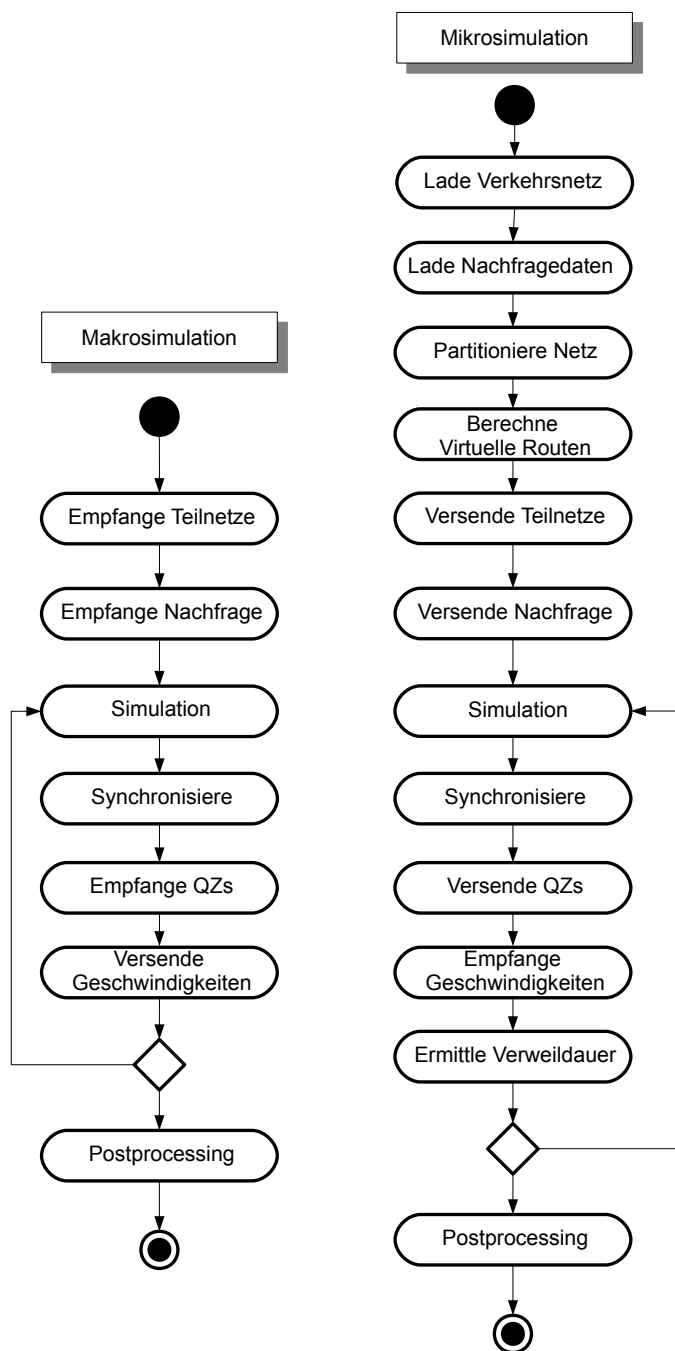 Makrosimulation
Empfange Teilnetze
Empfange Nachfrage
Simulation
Synchronisiere
Empfange QZs
Versende
Geschwindigkeiten
Postprocessing
Mikrosimulation
Lade Verkehrsnetz
Lade Nachfragedaten
Partitioniere Netz
Berechne
Virtuelle Routen
Versende Teilnetze
Versende Nachfrage
Simulation
Synchronisiere
Versende QZs
Empfange
Geschwindigkeiten
Ermittle Verweildauer
Postprocessing